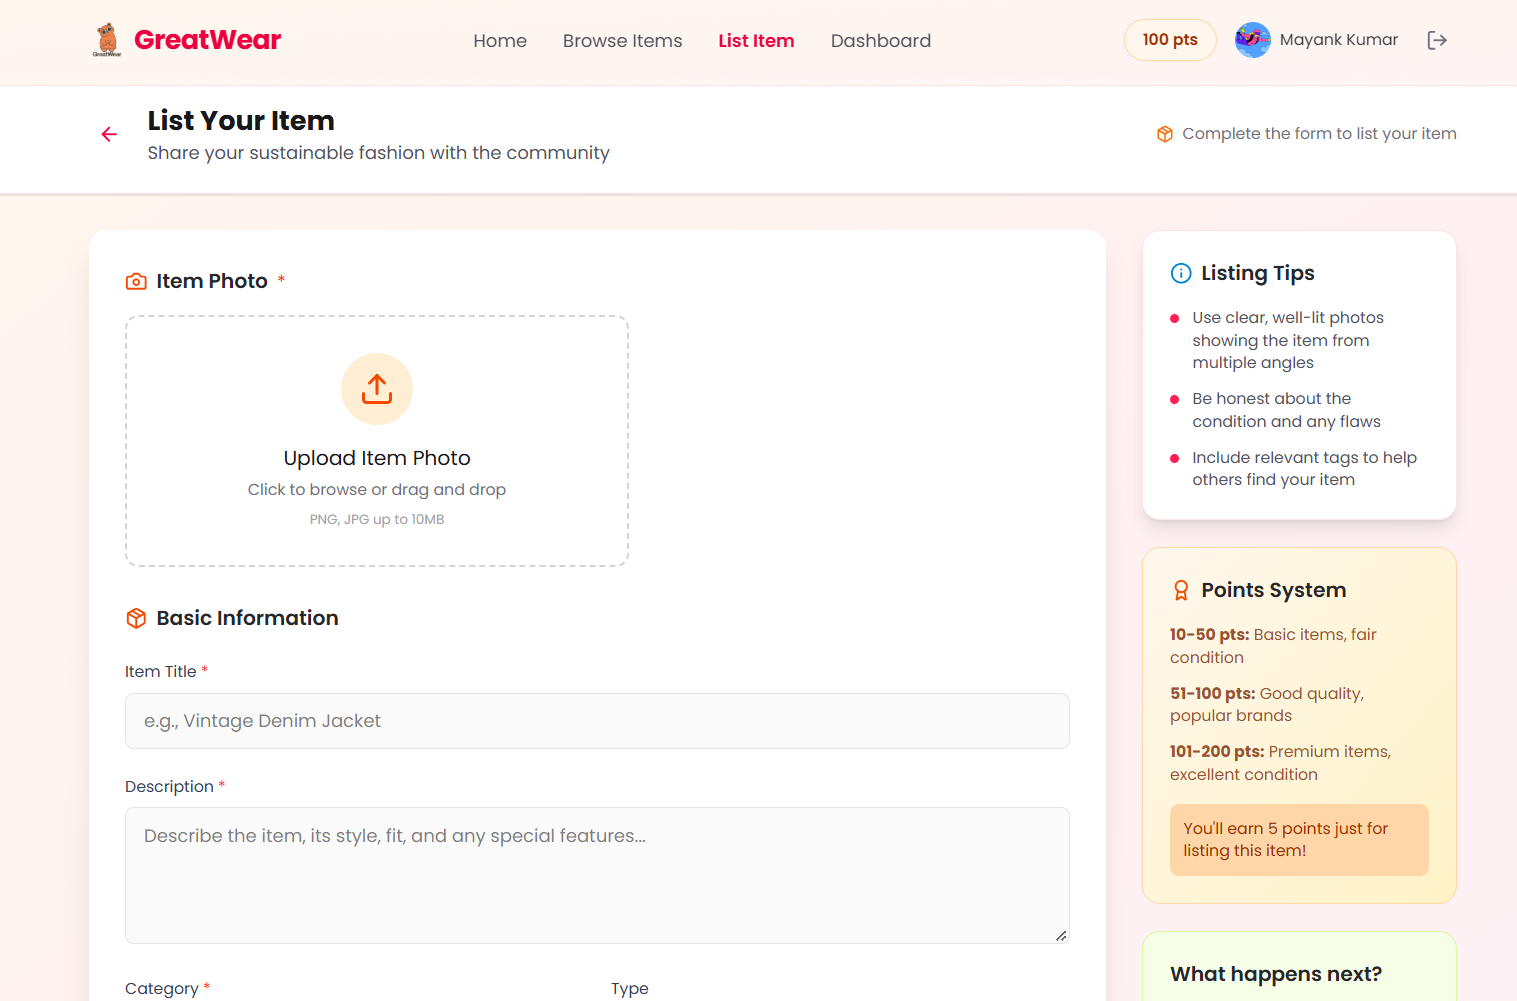 GreatWear
GreatWear
Home
Browse Items
List Item
Dashboard
100 pts
Mayank Kumar
List Your Item
Share your sustainable fashion with the community
Complete the form to list your item
Item Photo *
Upload Item Photo
Click to browse or drag and drop
PNG, JPG up to 10MB
Basic Information
Item Title *
e.g., Vintage Denim Jacket
Description *
Describe the item, its style, fit, and any special features...
Category *
Type
Listing Tips
Use clear, well-lit photos
showing the item from
multiple angles
Be honest about the
condition and any flaws
Include relevant tags to help
others find your item
Points System
10-50 pts: Basic items, fair
condition
51-100 pts: Good quality,
popular brands
101-200 pts: Premium items,
excellent condition
You'll earn 5 points just for
listing this item!
What happens next?